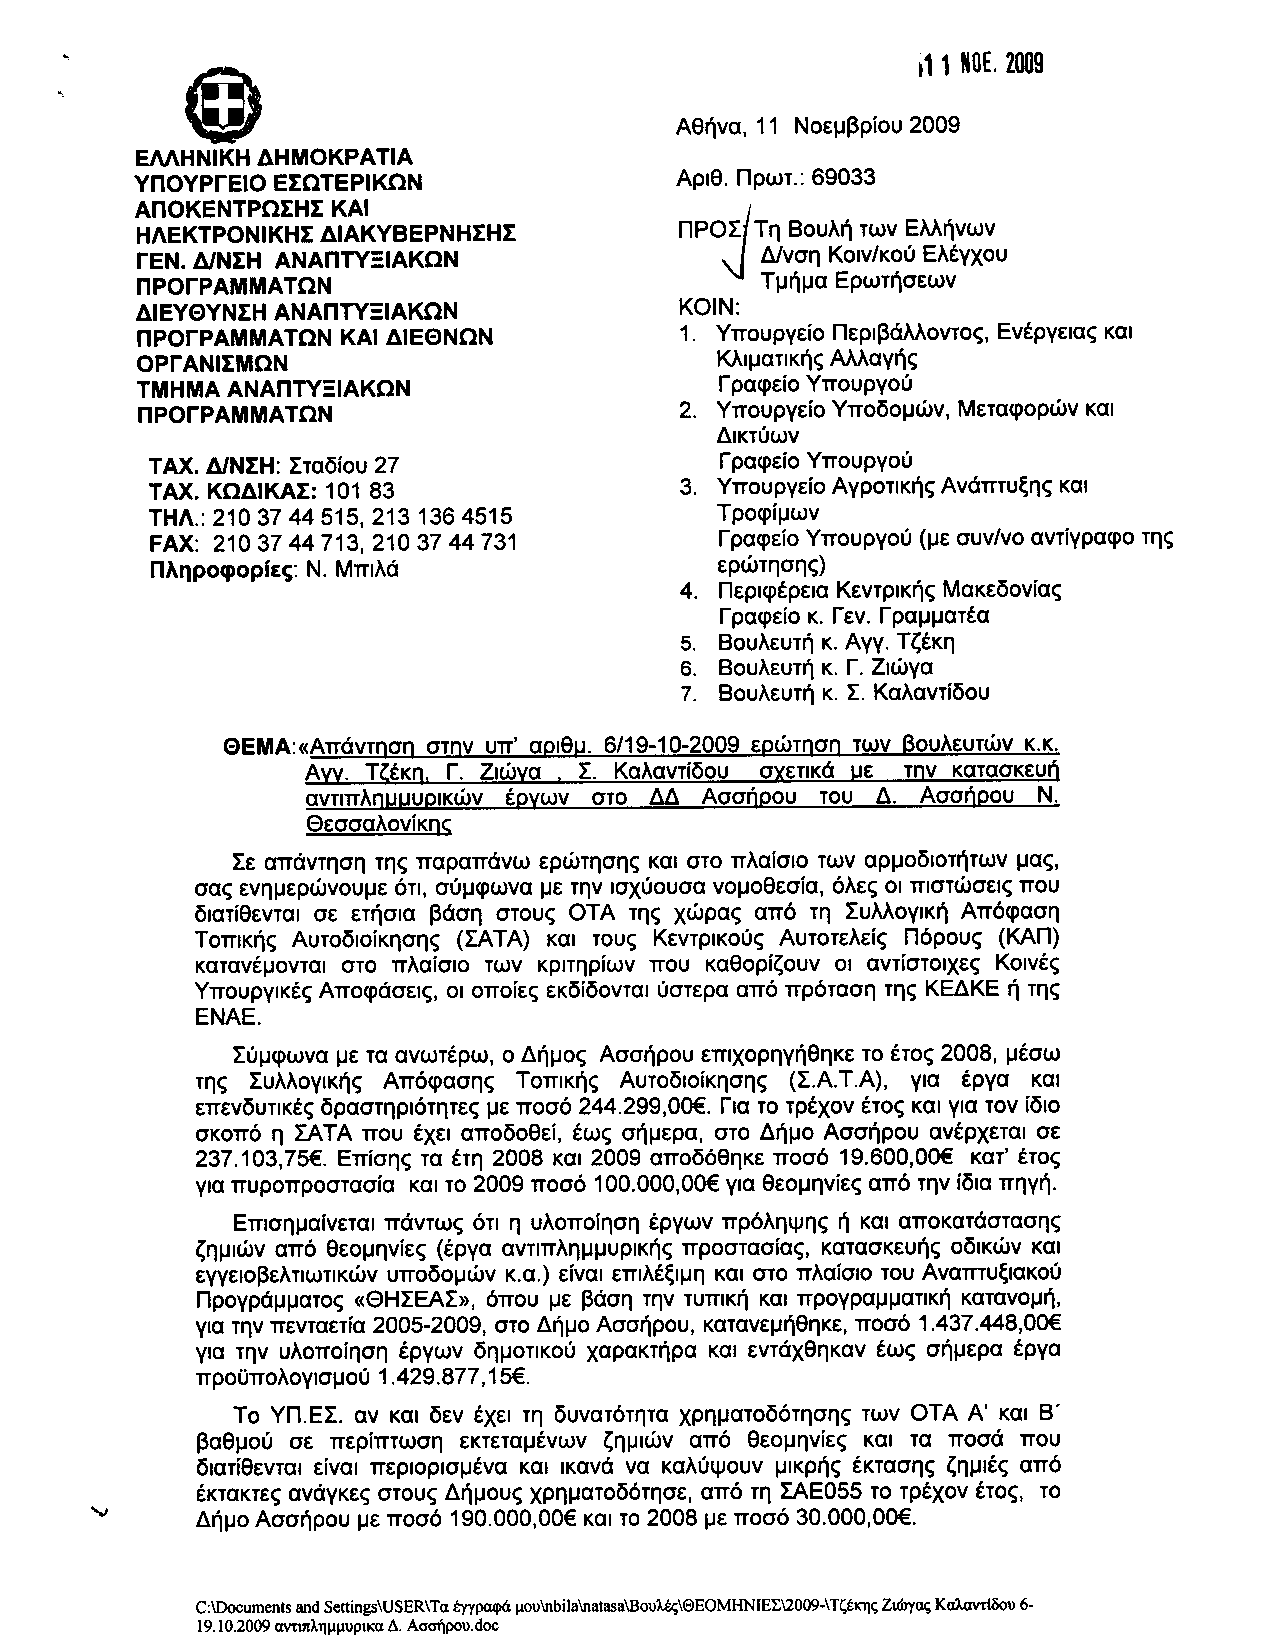 11 ΝΟΕ. 2009
ΕΛΛΗΝΙΚΗ ΔΗΜΟΚΡΑΤΙΑ
ΥΠΟΥΡΓΕΙΟ ΕΣΩΤΕΡΙΚΩΝ
ΑΠΟΚΕΝΤΡΩΣΗΣ ΚΑΙ
ΗΛΕΚΤΡΟΝΙΚΗΣ ΔΙΑΚΥΒΕΡΝΗΣΗΣ
ΓΕΝ. Δ/ΝΣΗ ΑΝΑΠΤΥΞΙΑΚΩΝ
ΠΡΟΓΡΑΜΜΑΤΩΝ
ΔΙΕΥΘΥΝΣΗ ΑΝΑΠΤΥΞΙΑΚΩΝ
ΠΡΟΓΡΑΜΜΑΤΩΝ ΚΑΙ ΔΙΕΘΝΩΝ
ΟΡΓΑΝΙΣΜΩΝ
ΤΜΗΜΑ ΑΝΑΠΤΥΞΙΑΚΩΝ
ΠΡΟΓΡΑΜΜΑΤΩΝ
ΤΑΧ. Δ/ΝΣΗ: Σταδίου 27
ΤΑΧ. ΚΩΔΙΚΑΣ: 101 83
ΤΗΛ.: 210 37 44 515, 213 136 4515
FAX: 210 37 44 713, 210 37 44 731
Πληροφορίες: Ν. Μπιλά
Αθήνα, 11 Νοεμβρίου 2009
Αριθ. Πρωτ.: 69033
ΠΡΟΣ Τη Βουλή των Ελλήνων
Δ/νση Κοιν/κού Ελέγχου
Τμήμα Ερωτήσεων
ΚΟΙΝ:
1. Υπουργείο Περιβάλλοντος, Ενέργειας και
Κλιματικής Αλλαγής
Γραφείο Υπουργού
2. Υπουργείο Υποδομών, Μεταφορών και
Δικτύων
Γραφείο Υπουργού
3. Υπουργείο Αγροτικής Ανάπτυξης και
Τροφίμων
Γραφείο Υπουργού (με συν/νο αντίγραφο της
ερώτησης)
4. Περιφέρεια Κεντρικής Μακεδονίας
Γραφείο κ. Γεν. Γραμματέα
5. Βουλευτή κ. Αγγ. Τζέκη
6. Βουλευτή κ. Γ. Ζιώγα
7. Βουλευτή κ. Σ. Καλαντίδου
ΘΕΜΑ:«Απάντηση στην υπ' αριθμ. 6/19-10-2009 ερώτηση των βουλευτών κ.κ.
Αγγ. Τζέκη, Γ. Ζιώγα , Σ. Καλαντίδου σχετικά με την κατασκευή
αντιπλημμυρικών έργων στο ΔΔ Ασσήρου του Δ. Ασσήρου Ν.
Θεσσαλονίκης
Σε απάντηση της παραπάνω ερώτησης και στο πλαίσιο των αρμοδιοτήτων μας,
σας ενημερώνουμε ότι, σύμφωνα με την ισχύουσα νομοθεσία, όλες οι πιστώσεις που
διατίθενται σε ετήσια βάση στους ΟΤΑ της χώρας από τη Συλλογική Απόφαση
Τοπικής Αυτοδιοίκησης (ΣΑΤΑ) και τους Κεντρικούς Αυτοτελείς Πόρους (ΚΑΠ)
κατανέμονται στο πλαίσιο των κριτηρίων που καθορίζουν οι αντίστοιχες Κοινές
Υπουργικές Αποφάσεις, οι οποίες εκδίδονται ύστερα από πρόταση της ΚΕΔΚΕ ή της
ΕΝΑΕ.
Σύμφωνα με τα ανωτέρω, ο Δήμος Ασσήρου επιχορηγήθηκε το έτος 2008, μέσω
της Συλλογικής Απόφασης Τοπικής Αυτοδιοίκησης (Σ.Α.Τ.Α), για έργα και
επενδυτικές δραστηριότητες με ποσό 244.299,00€. Για το τρέχον έτος και για τον ίδιο
σκοπό η ΣΑΤΑ που έχει αποδοθεί, έως σήμερα, στο Δήμο Ασσήρου ανέρχεται σε
237.103,75€. Επίσης τα έτη 2008 και 2009 αποδόθηκε ποσό 19.600,00€ κατ' έτος
για πυροπροστασία και το 2009 ποσό 100.000,00€ για θεομηνίες από την ίδια πηγή.
Επισημαίνεται πάντως ότι η υλοποίηση έργων πρόληψης ή και αποκατάστασης
ζημιών από θεομηνίες (έργα αντιπλημμυρικής προστασίας, κατασκευής οδικών και
εγγειοβελτιωτικών υποδομών κ.α.) είναι επιλέξιμη και στο πλαίσιο του Αναπτυξιακού
Προγράμματος «ΘΗΣΕΑΣ», όπου με βάση την τυπική και προγραμματική κατανομή,
για την πενταετία 2005-2009, στο Δήμο Ασσήρου, κατανεμήθηκε, ποσό 1.437.448,00€
για την υλοποίηση έργων δημοτικού χαρακτήρα και εντάχθηκαν έως σήμερα έργα
προϋπολογισμού 1.429.877,15€.
Το ΥΠ.ΕΣ. αν και δεν έχει τη δυνατότητα χρηματοδότησης των ΟΤΑ Α' και Β΄
βαθμού σε περίπτωση εκτεταμένων ζημιών από θεομηνίες και τα ποσά που
διατίθενται είναι περιορισμένα και ικανά να καλύψουν μικρής έκτασης ζημιές από
έκτακτες ανάγκες στους Δήμους χρηματοδότησε, από τη ΣΑΕ055 το τρέχον έτος, το
Δήμο Ασσήρου με ποσό 190.000,00€ και το 2008 με ποσό 30.000,00€.
C:\Documents and Settings\USER\Τα έγγραφά μου\nbila\natasa\Βουλές\ΘΕΟΜΗΝΙΕΣ\2009-\Τζέκης Ζιώγας Καλαντίδου 6-
19.10.2009 αντιπλημμυρικα Δ. Ασσήρου.doc